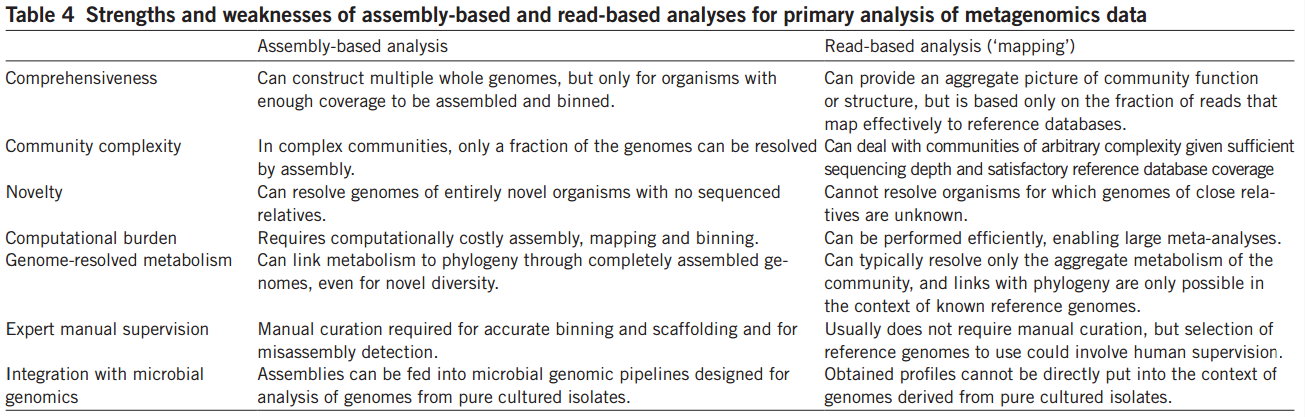 Table 4 Strengths and weaknesses of assembly-based and read-based analyses for primary analysis of metagenomics data
Assembly-based analysis Read-based analysis (‘mapping’)
Comprehensiveness Can construct multiple whole genomes, but only for organisms with Can provide an aggregate picture of community function
enough coverage to be assembled and binned. or structure, but is based only on the fraction of reads that
map effectively to reference databases.
Community complexity In complex communities, only a fraction of the genomes can be resolved Can deal with communities of arbitrary complexity given sufficient
by assembly. sequencing depth and satisfactory reference database coverage
Novelty Can resolve genomes of entirely novel organisms with no sequenced Cannot resolve organisms for which genomes of close rela-
relatives. tives are unknown.
Computational burden Requires computationally costly assembly, mapping and binning. Can be performed efficiently, enabling large meta-analyses.
Genome-resolved metabolism Can link metabolism to phylogeny through completely assembled ge- Can typically resolve only the aggregate metabolism of the
nomes, even for novel diversity. community, and links with phylogeny are only possible in
the context of known reference genomes.
Expert manual supervision Manual curation required for accurate binning and scaffolding and for Usually does not require manual curation, but selection of
misassembly detection. reference genomes to use could involve human supervision.
Integration with microbial Assemblies can be fed into microbial genomic pipelines designed for Obtained profiles cannot be directly put into the context of
genomics analysis of genomes from pure cultured isolates. genomes derived from pure cultured isolates.